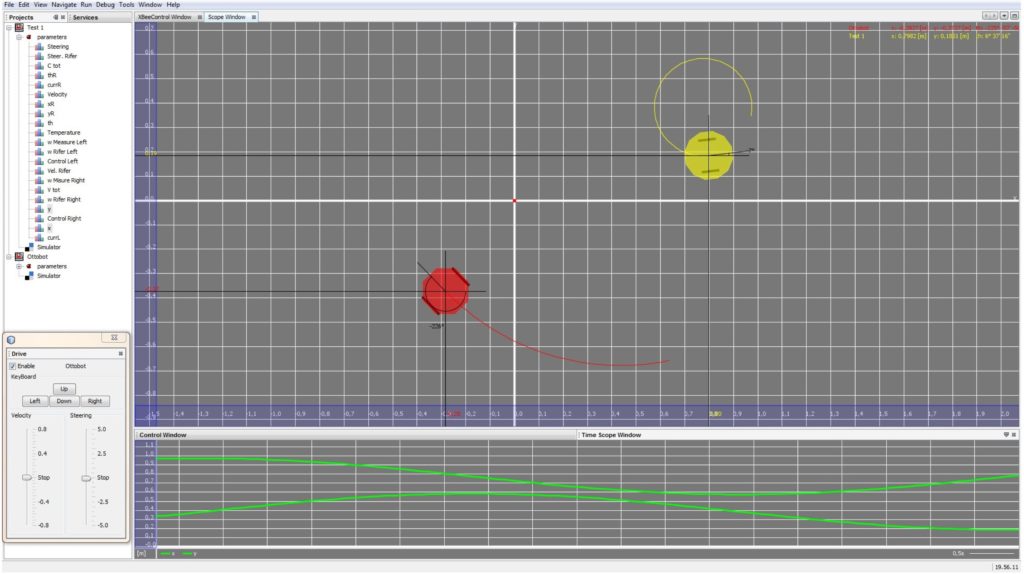 File Edit View Navigate Run Debug Tools Window Help
Projects
Services
XBeeControl Window
Scope Window
Test 1
parameters
Steering
Steer. Rifer
C tot
thR
currR
Velocity
xR
yR
th
Temperature
w Measure Left
w Rifer Left
Control Left
Vel. Rifer
w Misure Right
V tot
w Rifer Right
y
Control Right
x
currL
Simulator
Ottobot
parameters
Simulator
Test 1 x: 0,7982 [m] y: 0,1831 [m] th: 8° 37' 16"
0.6
0.5
0.4
0.3
0.2
0.1
0.0
-0.1
-0.2
-0.3
-0.4
-0.5
-0.6
-0.7
-0.8
-226°
-1,4 -1,3 -1,2 -1,1 -1,0 -0,9 -0,8 -0,7 -0,6 -0,5 -0,4 -0,2 -0,1 0,0 0,1 0,2 0,3 0,4 0,5 0,6 0,7 0,80 0,9 1,0 1,1 1,2 1,3 1,4 1,5 1,6 1,7 1,8 1,9 2,0
Drive
Enable Ottobot
KeyBoard
Up
Left Down Right
Velocity Steering
0.8 5.0
0.4 2.5
Stop Stop
-0.4 -2.5
-0.8 -5.0
Control Window
Time Scope Window
1.1
1.0
0.9
0.8
0.7
0.6
0.5
0.4
0.3
0.2
0.1
-0.0
[m] x y 0,5s
19.56.11